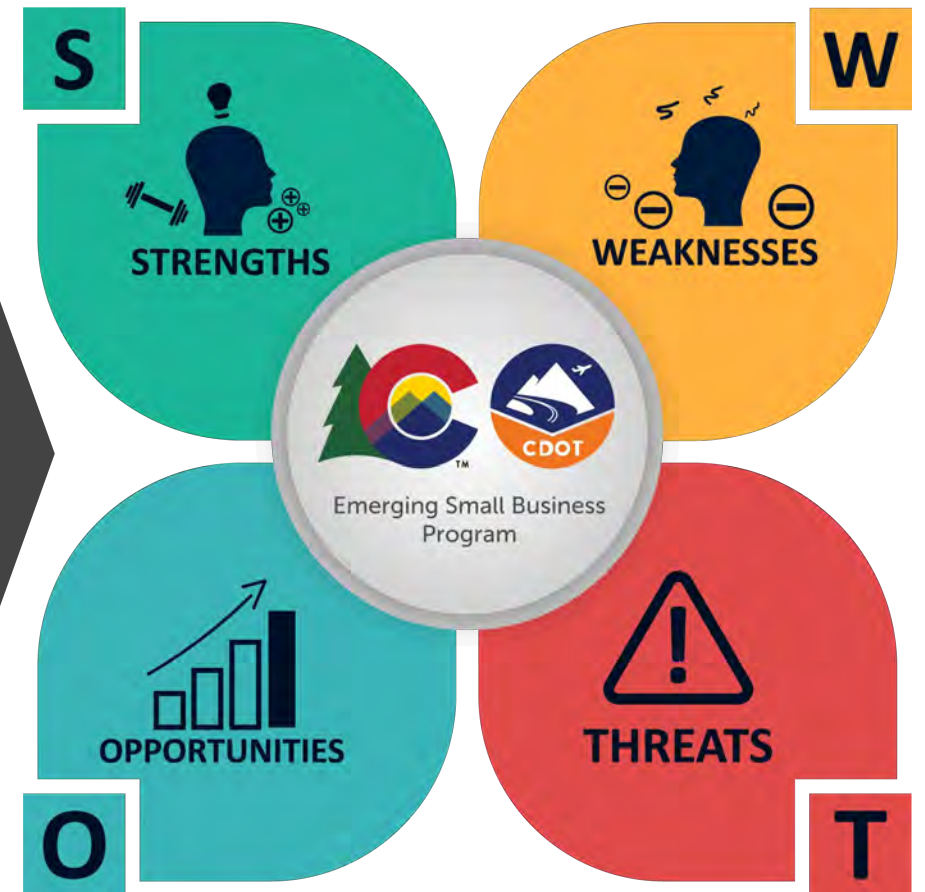 S
W
STRENGTHS
WEAKNESSES
TM
CDOT
Emerging Small Business
Program
OPPORTUNITIES
THREATS
O
T